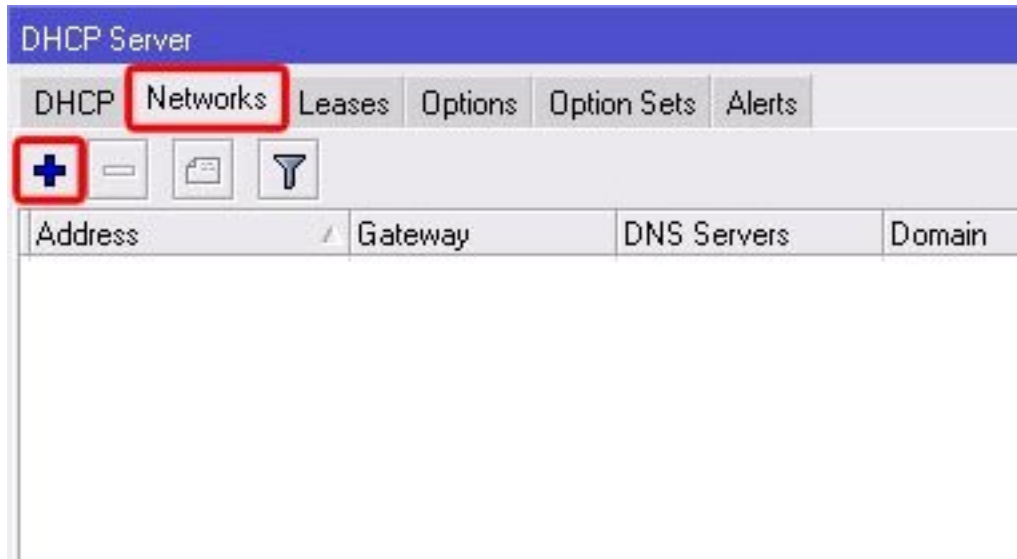 DHCP Server
DHCP Networks Leases Options Option Sets Alerts
Address Gateway DNS Servers Domain